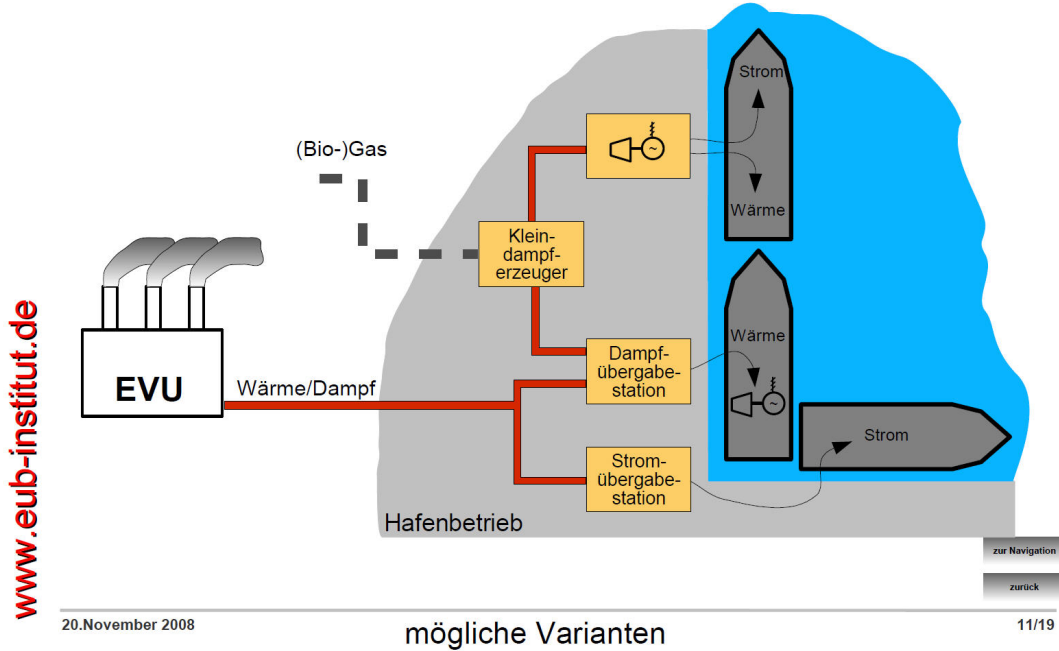 www.eub-institut.de
(Bio-)Gas
EVU
Wärme/Dampf
Klein-
dampf-
erzeuger
Dampf-
übergabe-
station
Strom-
übergabe-
station
Hafenbetrieb
~
Strom
Wärme
Wärme
~
Strom
zur Navigation
zurück
20.November 2008
mögliche Varianten
11/19